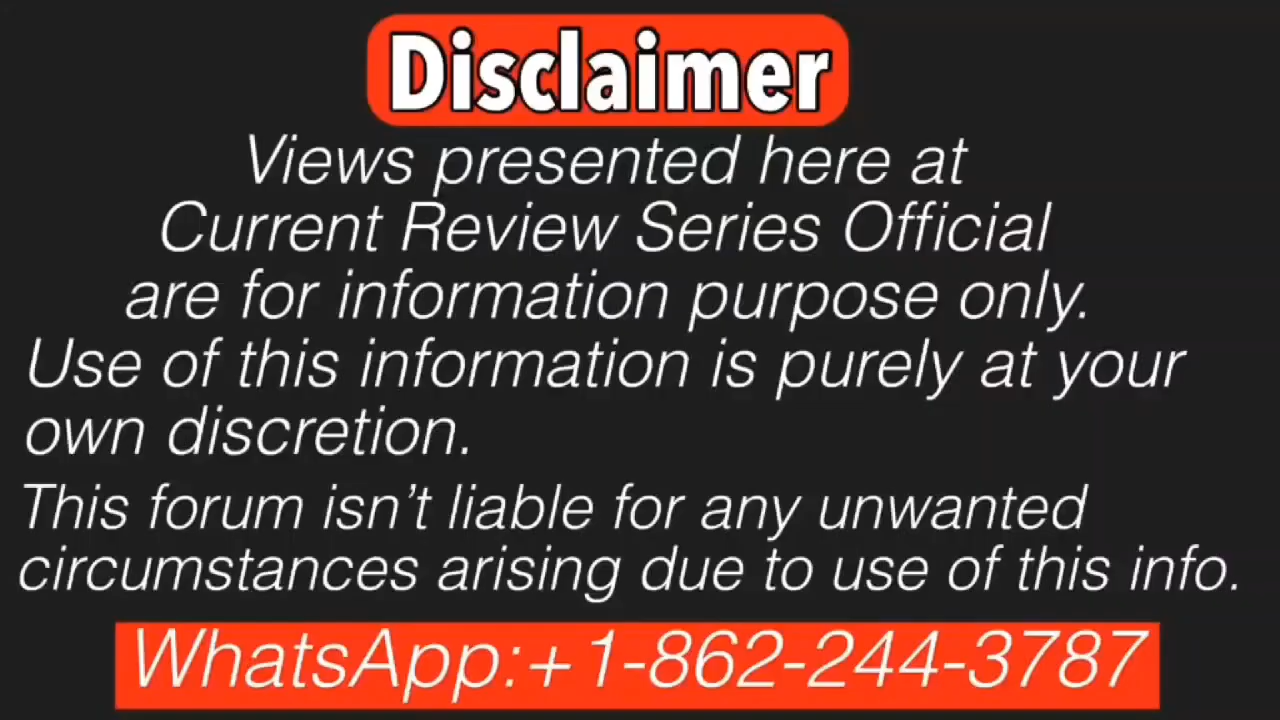 Disclaimer
Views presented here at
Current Review Series Official
are for information purpose only.
Use of this information is purely at your
own discretion.
This forum isn’t liable for any unwanted
circumstances arising due to use of this info.
WhatsApp:+1-862-244-3787